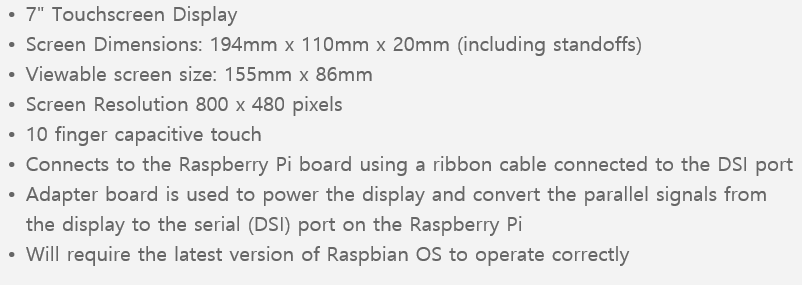 • 7" Touchscreen Display
• Screen Dimensions: 194mm x 110mm x 20mm (including standoffs)
• Viewable screen size: 155mm x 86mm
• Screen Resolution 800 x 480 pixels
• 10 finger capacitive touch
• Connects to the Raspberry Pi board using a ribbon cable connected to the DSI port
• Adapter board is used to power the display and convert the parallel signals from
the display to the serial (DSI) port on the Raspberry Pi
• Will require the latest version of Raspbian OS to operate correctly